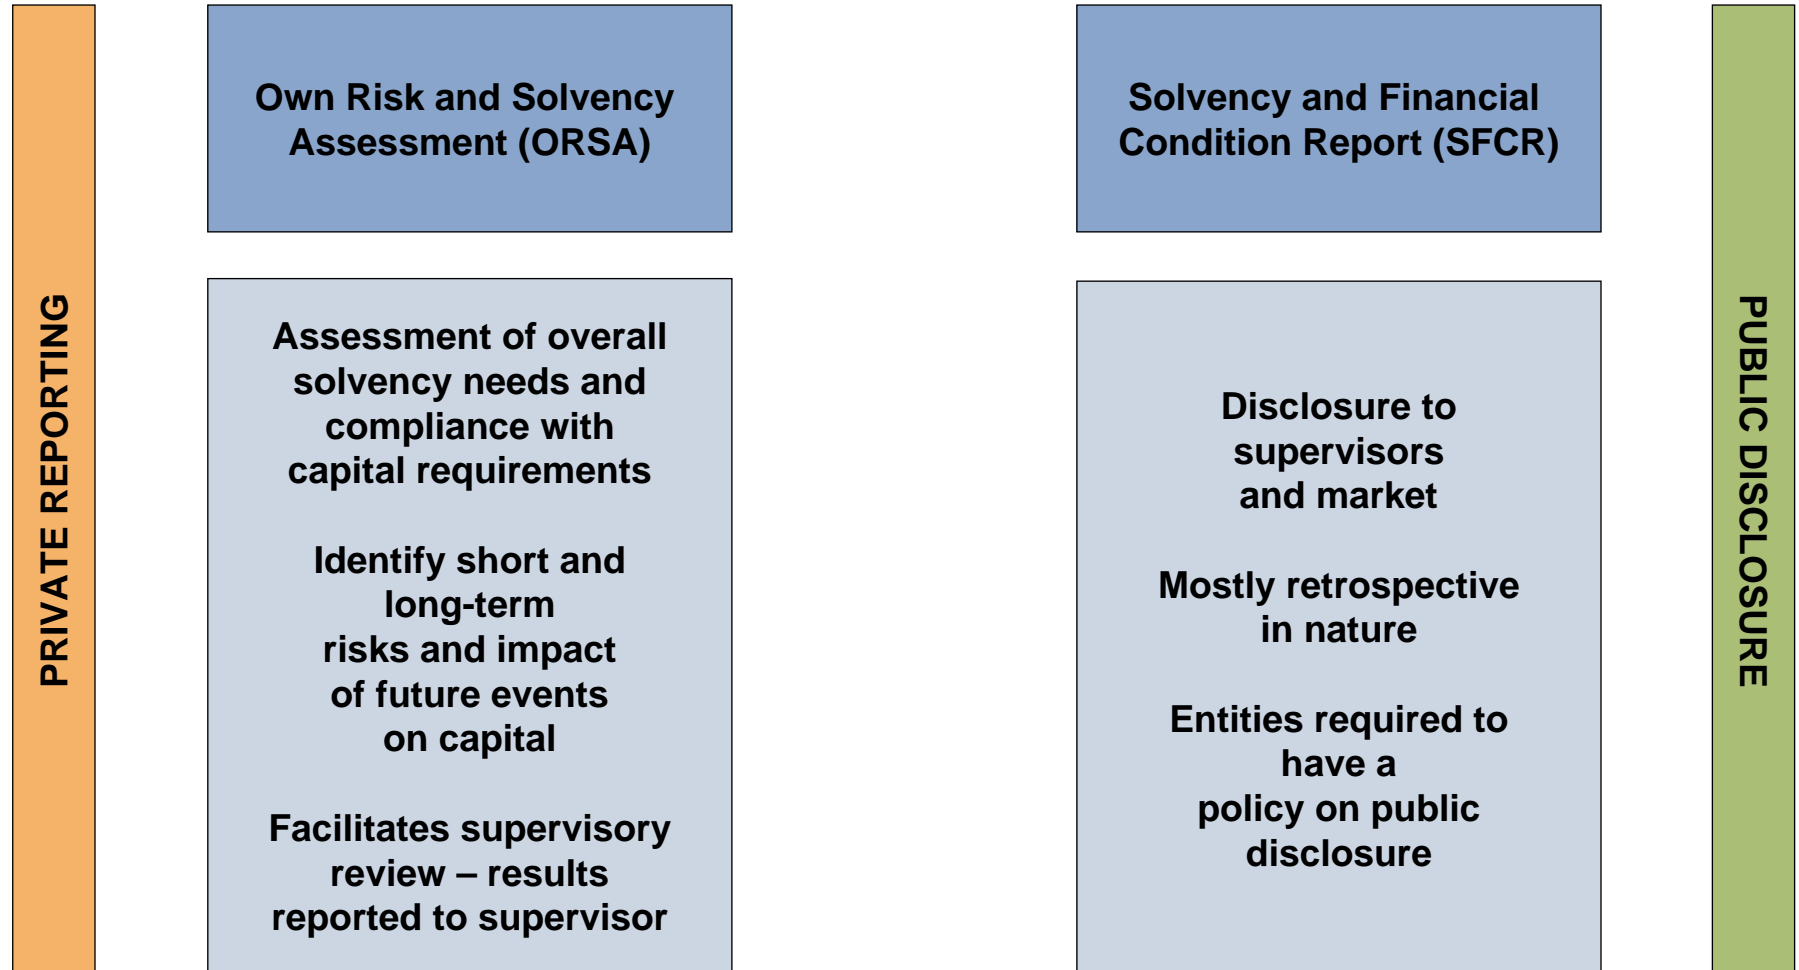 PRIVATE REPORTING
Own Risk and Solvency
Assessment (ORSA)
Assessment of overall
solvency needs and
compliance with
capital requirements
Identify short and
long-term
risks and impact
of future events
on capital
Facilitates supervisory
review – results
reported to supervisor
Solvency and Financial
Condition Report (SFCR)
Disclosure to
supervisors
and market
Mostly retrospective
in nature
Entities required to
have a
policy on public
disclosure
PUBLIC DISCLOSURE